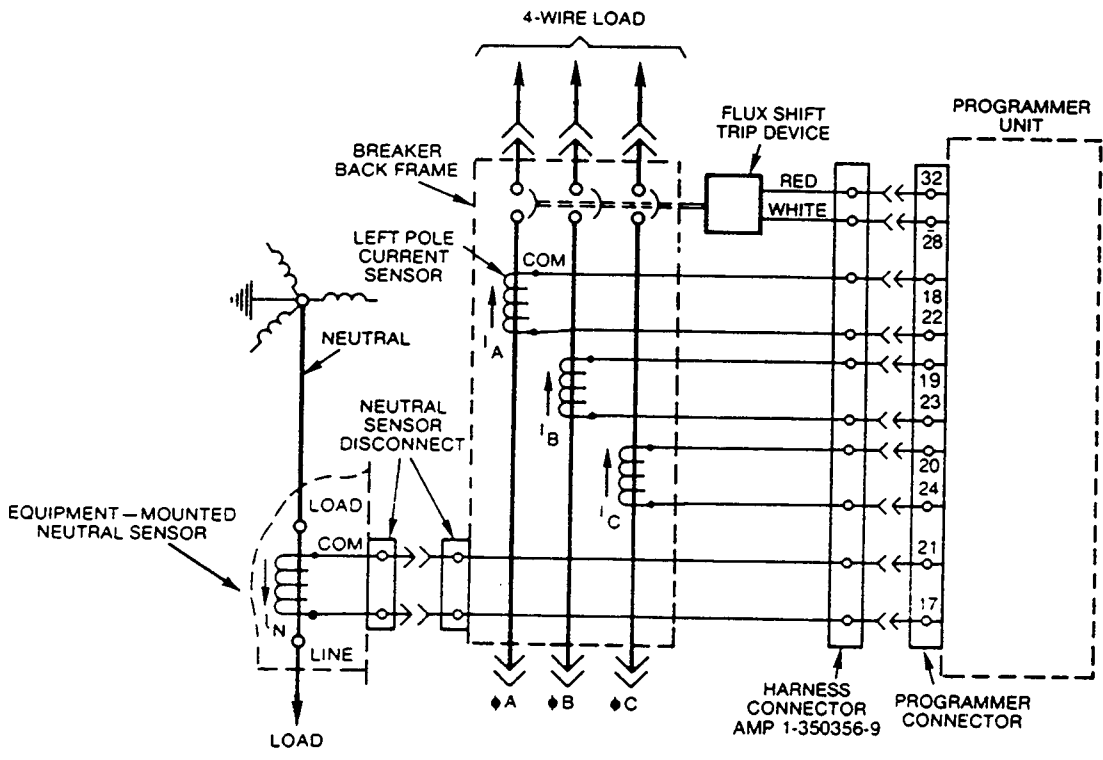 4-WIRE LOAD
FLUX SHIFT
TRIP DEVICE
PROGRAMMER
UNIT
BREAKER
BACK FRAME
RED
32
WHITE
28
LEFT POLE
CURRENT
SENSOR
COM
18
22
I A
NEUTRAL
19
23
I B
NEUTRAL
SENSOR
DISCONNECT
20
24
I C
EQUIPMENT—MOUNTED
NEUTRAL SENSOR
LOAD
COM
21
17
I N
LINE
ϕA
ϕB
ϕC
HARNESS
CONNECTOR
AMP 1-350356-9
PROGRAMMER
CONNECTOR
LOAD